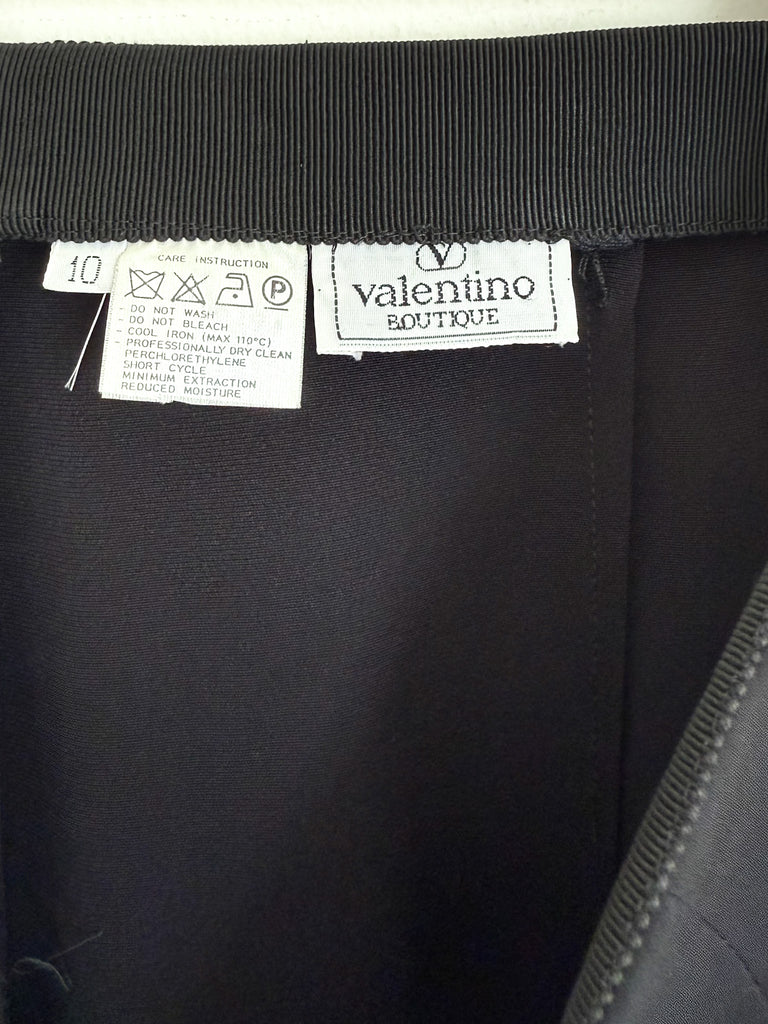 10
CARE INSTRUCTION
P
- DO NOT WASH
- DO NOT BLEACH
- COOL IRON (MAX 110°C)
- PROFESSIONALLY DRY CLEAN
PERCHLORETHYLENE
SHORT CYCLE
MINIMUM EXTRACTION
REDUCED MOISTURE
V
valentino
BOUTIQUE